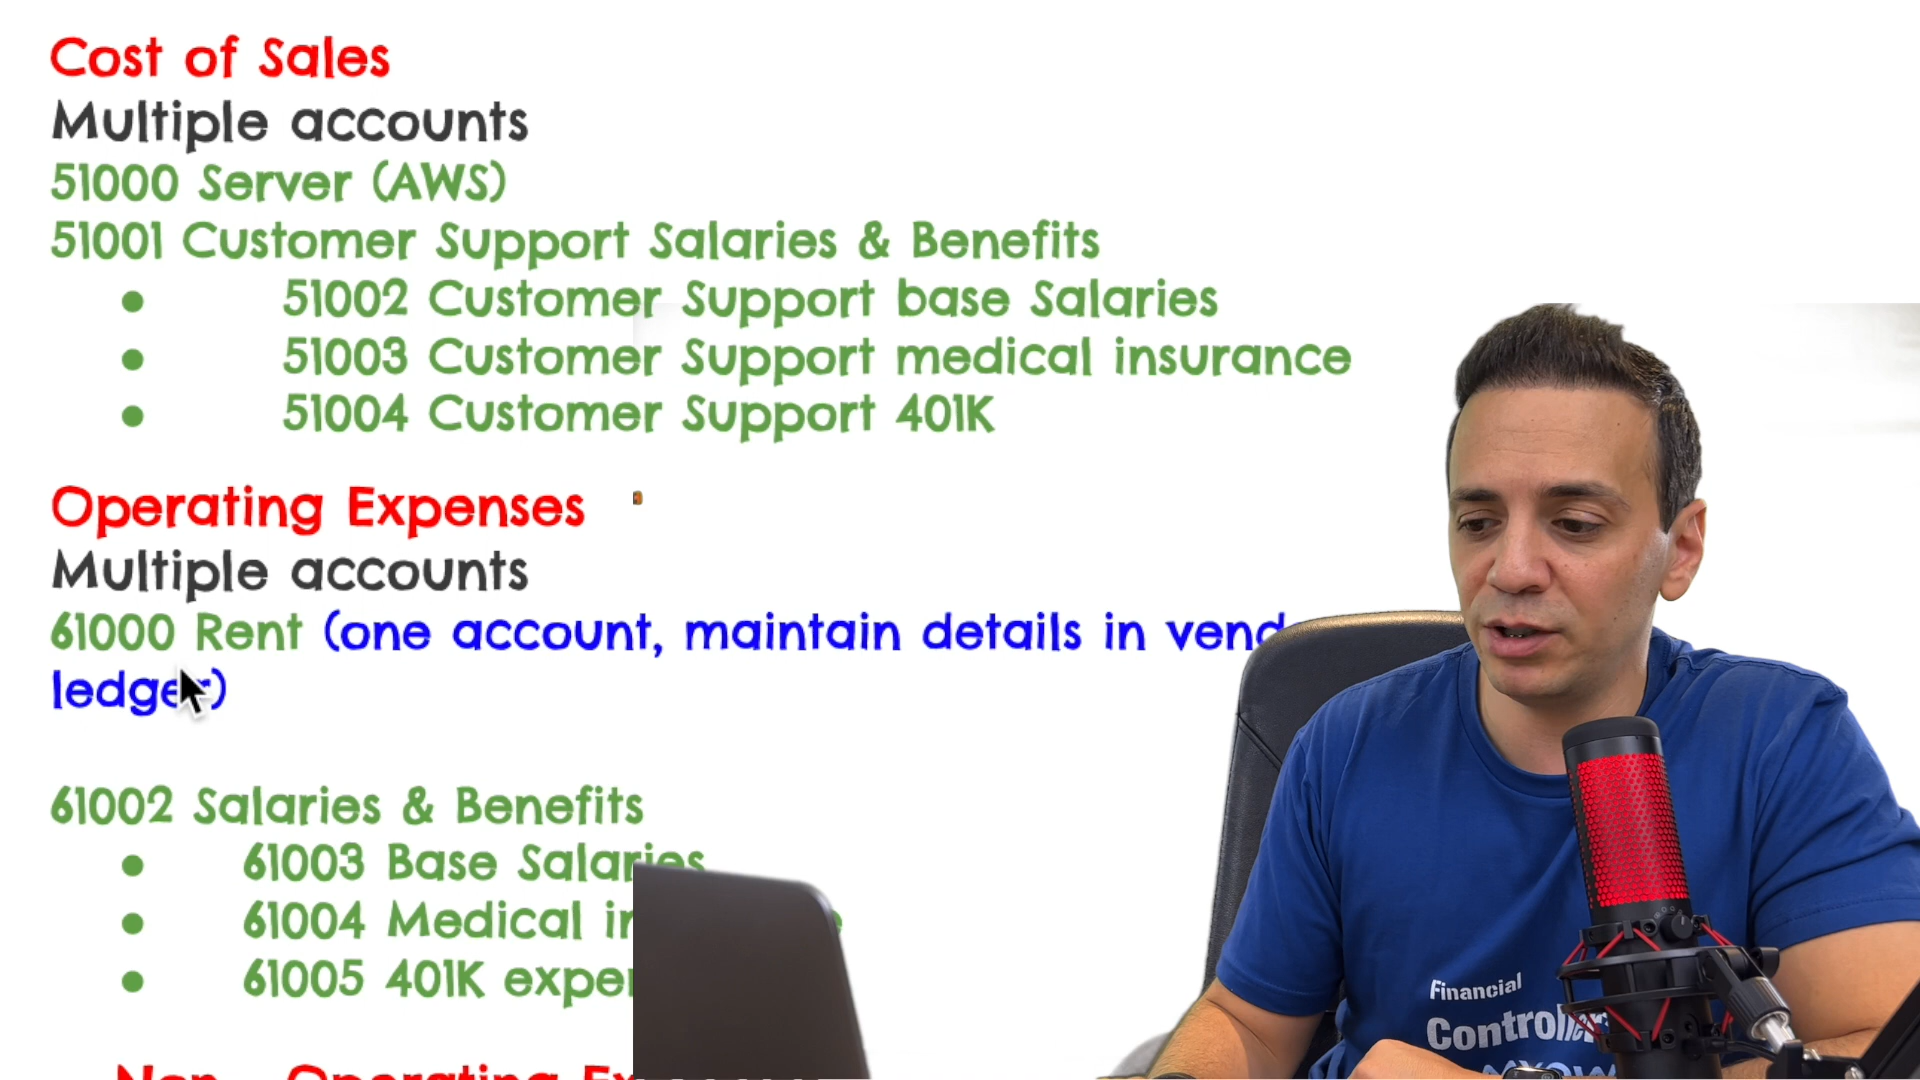 Cost of Sales
Multiple accounts
51000 Server (AWS)
51001 Customer Support Salaries & Benefits
● 51002 Customer Support base Salaries
● 51003 Customer Support medical insurance
● 51004 Customer Support 401K
Operating Expenses
Multiple accounts
61000 Rent (one account, maintain details in
ledger)
61002 Salaries & Benefits
● 61003 Base Salaries
● 61004 Medical
● 61005 401K
Non - Operating
Financial
Controller